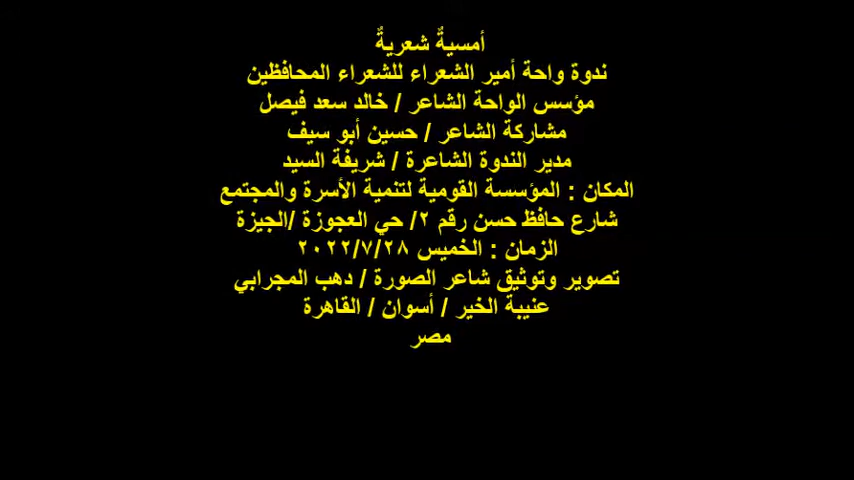 أمسيةٌ شعريةٌ
ندوة واحة أمير الشعراء للشعراء المحافظين
مؤسس الواحة الشاعر / خالد سعد فيصل
مشاركة الشاعر / حسين أبو سيف
مدير الندوة الشاعرة / شريفة السيد
المكان : المؤسسة القومية لتنمية الأسرة والمجتمع
شارع حافظ حسن رقم ٢/ حي العجوزة /الجيزة
الزمان : الخميس ٢٠٢٢/٧/٢٨
تصوير وتوثيق شاعر الصورة / دهب المجرابي
عنيبة الخير / أسوان / القاهرة
مصر